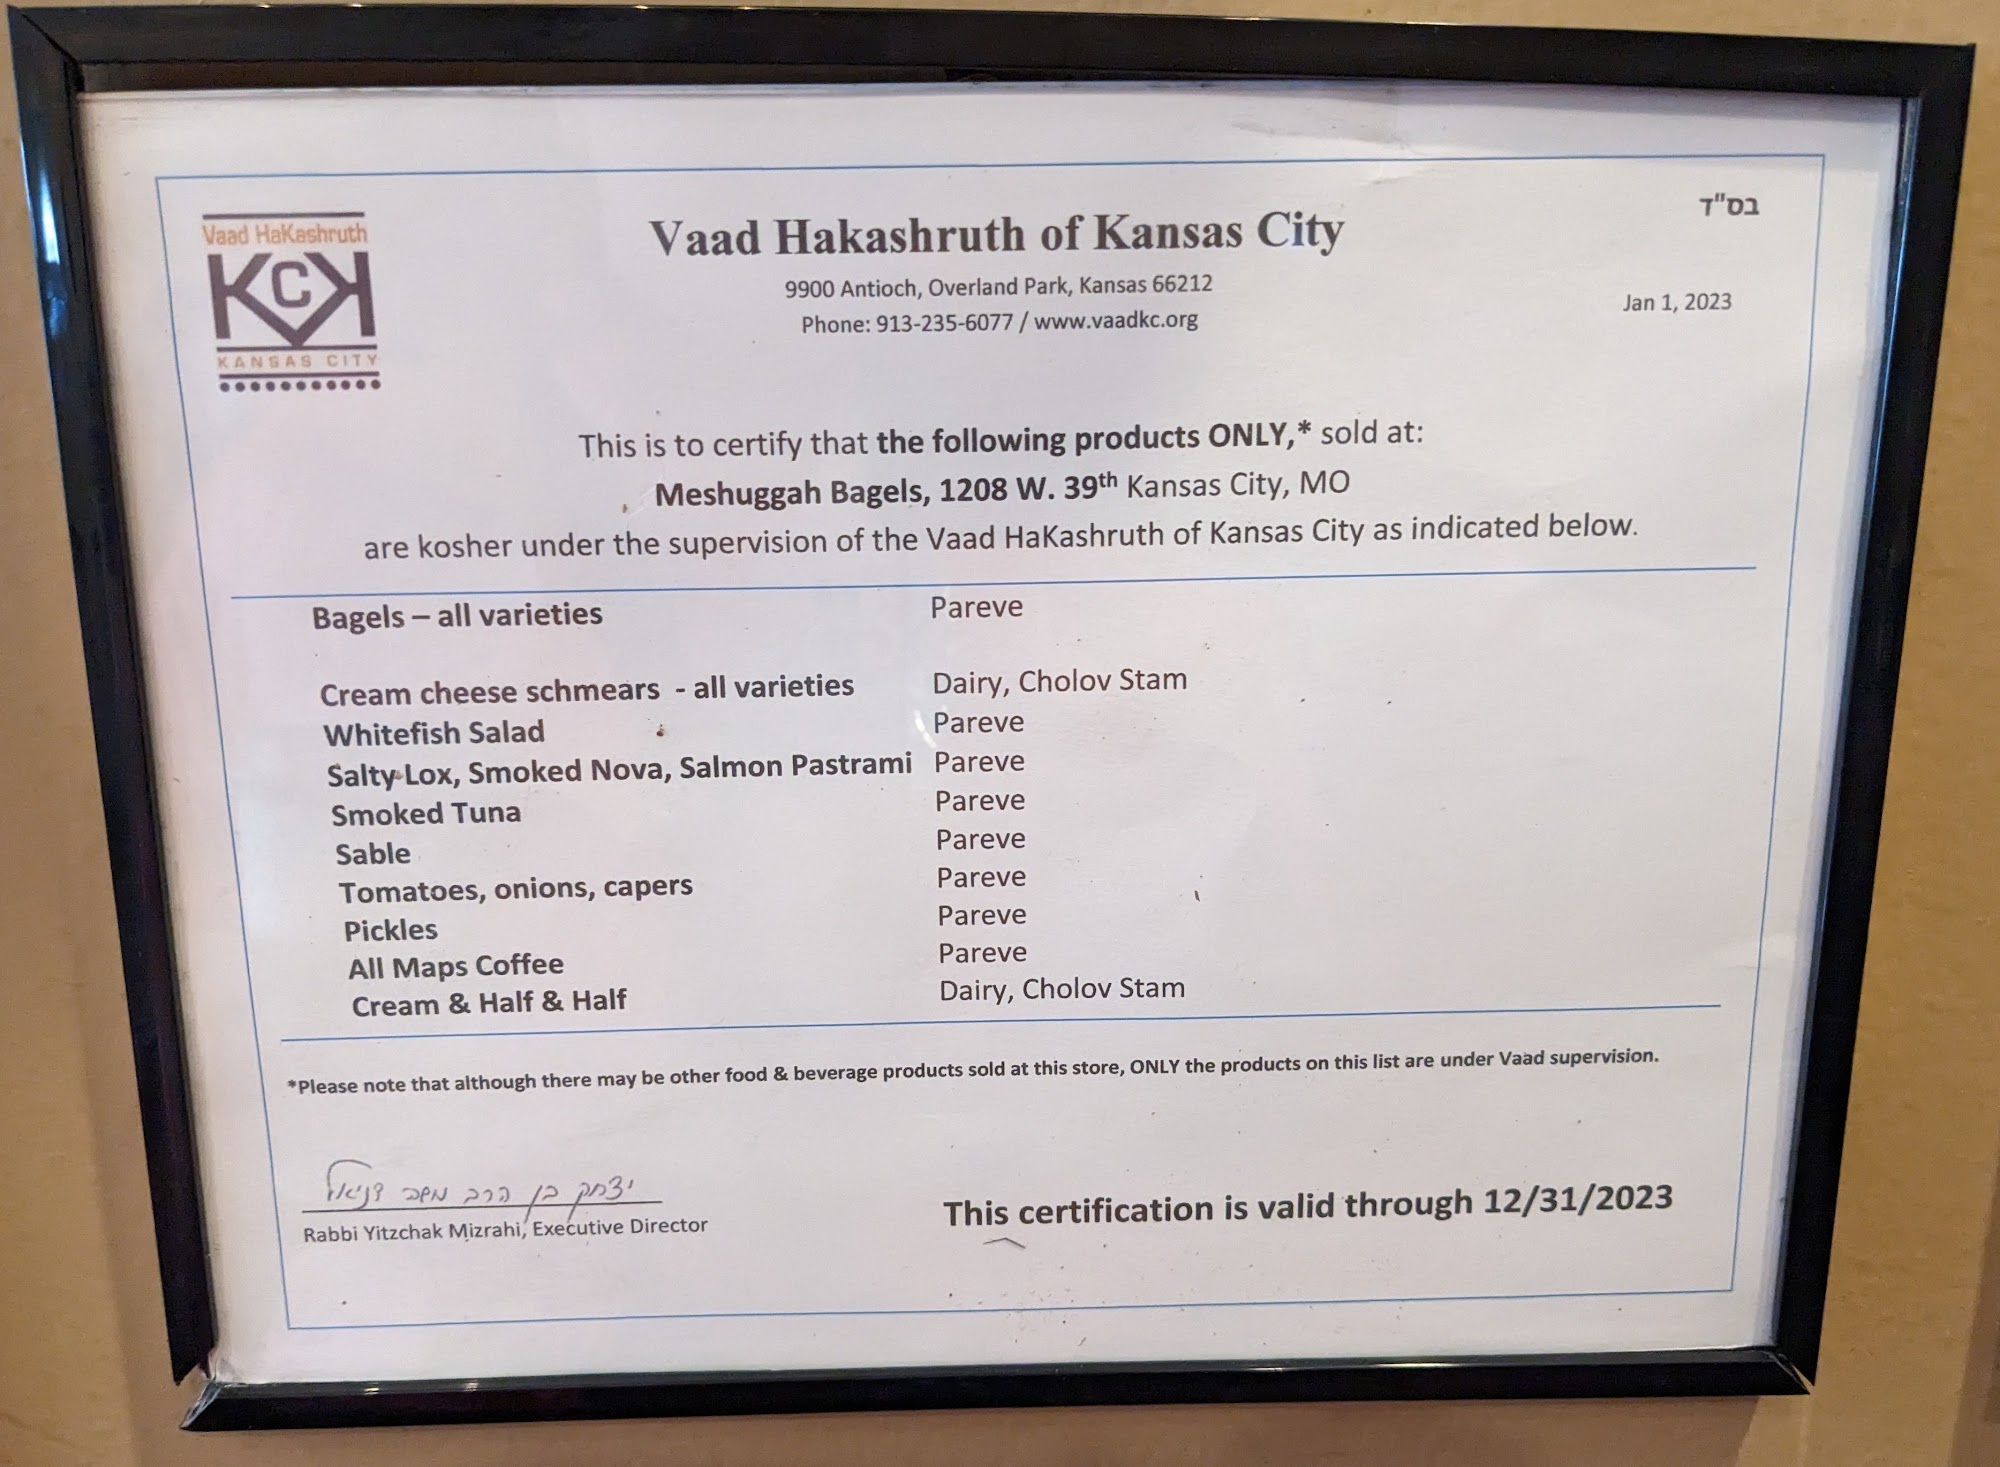 Vaad HaKashruth
KCK
KANSAS CITY
Vaad Hakashruth of Kansas City
9900 Antioch, Overland Park, Kansas 66212
Phone: 913-235-6077 / www.vaadkc.org
בס"ד
Jan 1, 2023
This is to certify that the following products ONLY,* sold at:
Meshuggah Bagels, 1208 W. 39th Kansas City, MO
are kosher under the supervision of the Vaad HaKashruth of Kansas City as indicated below.
Bagels – all varieties Pareve
Cream cheese schmears - all varieties Dairy, Cholov Stam
Whitefish Salad Pareve
Salty Lox, Smoked Nova, Salmon Pastrami Pareve
Smoked Tuna Pareve
Sable Pareve
Tomatoes, onions, capers Pareve
Pickles Pareve
All Maps Coffee Pareve
Cream & Half & Half Dairy, Cholov Stam
*Please note that although there may be other food & beverage products sold at this store, ONLY the products on this list are under Vaad supervision.
יצחק בן הרב משה דניאל
Rabbi Yitzchak Mizrahi, Executive Director
This certification is valid through 12/31/2023